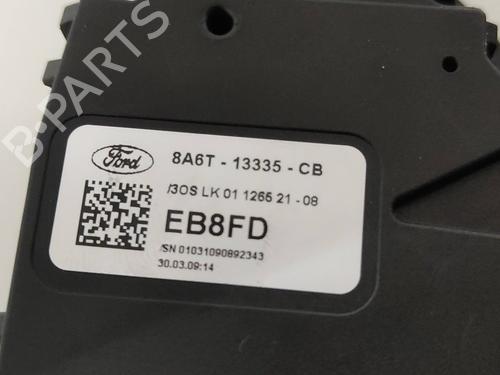 B-PARTS
Ford
8A6T - 13335 - CB
/3OS LK 01 1265 21 - 08
EB8FD
/SN 01031090892343
30.03.09:14